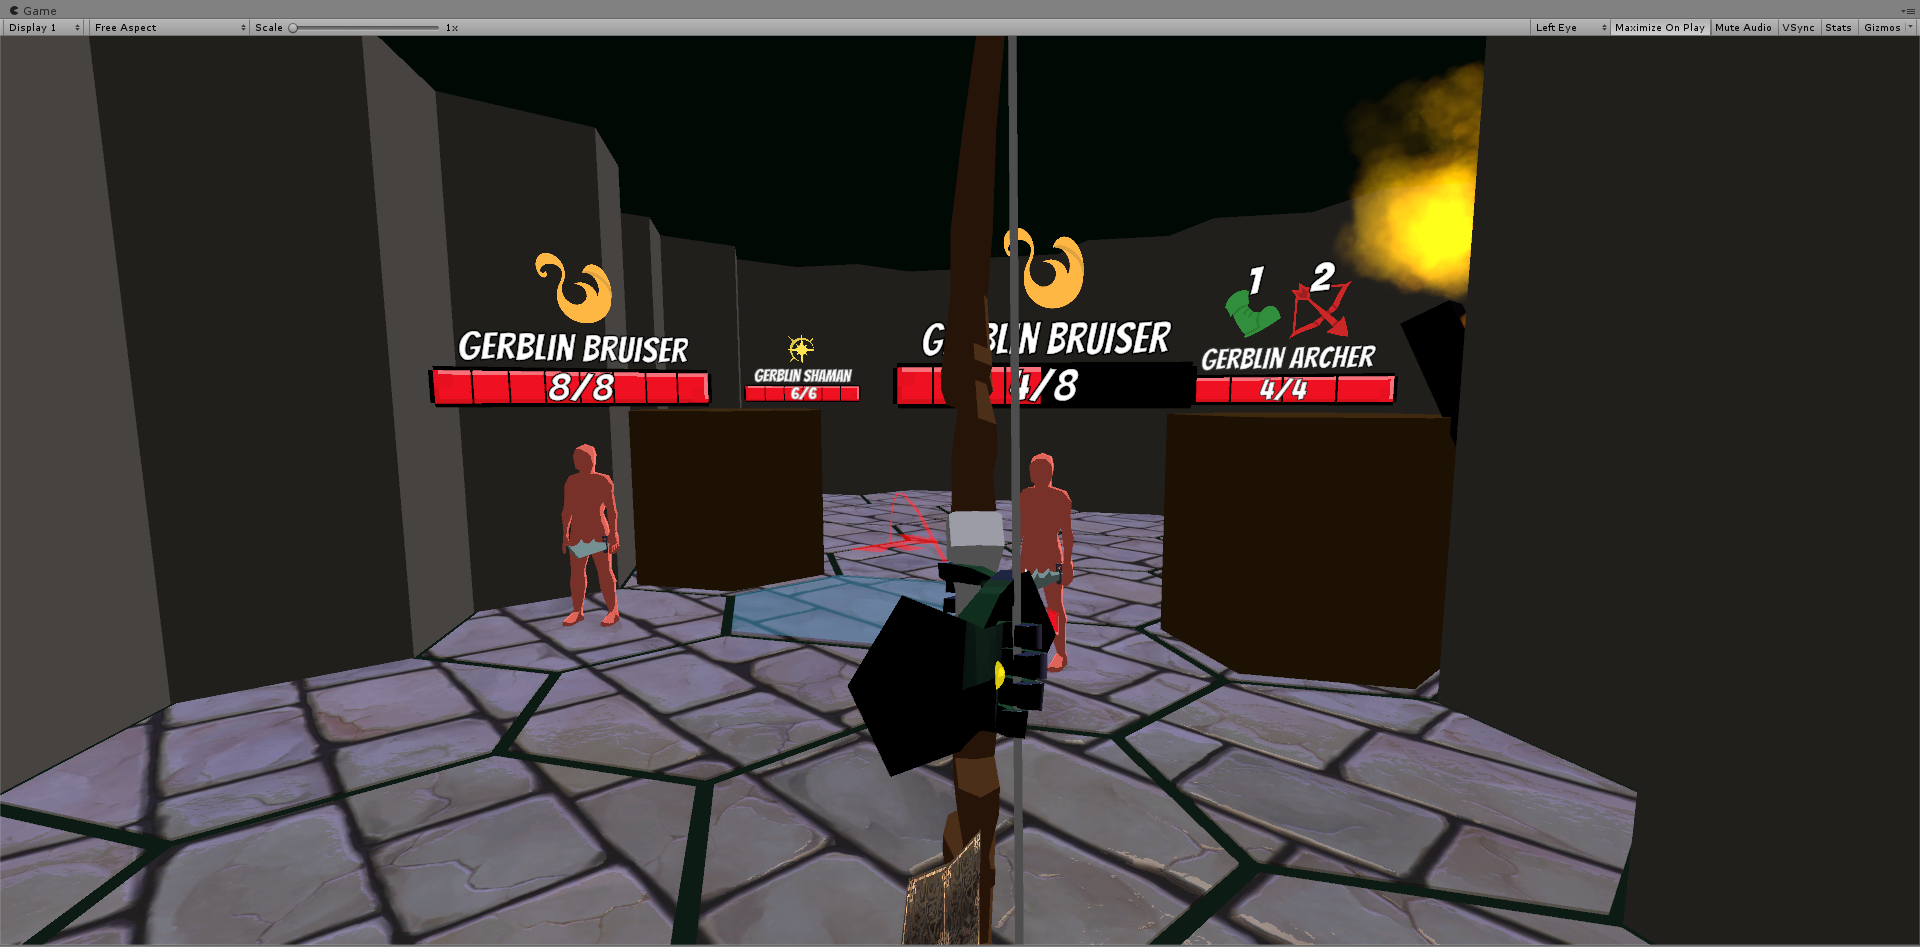 Game
Display 1 Free Aspect Scale 1x Left Eye Maximize On Play Mute Audio VSync Stats Gizmos
1 2
GERBLIN BRUISER
8/8
GERBLIN SHAMAN
6/6
BRUISER
4/8
GERBLIN ARCHER
4/4